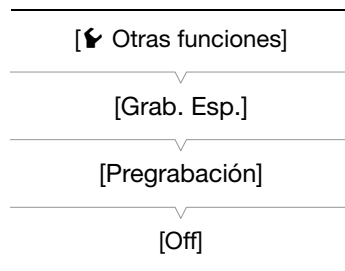 [Otras funciones]
[Grab. Esp.]
[Pregrabación]
[Off]